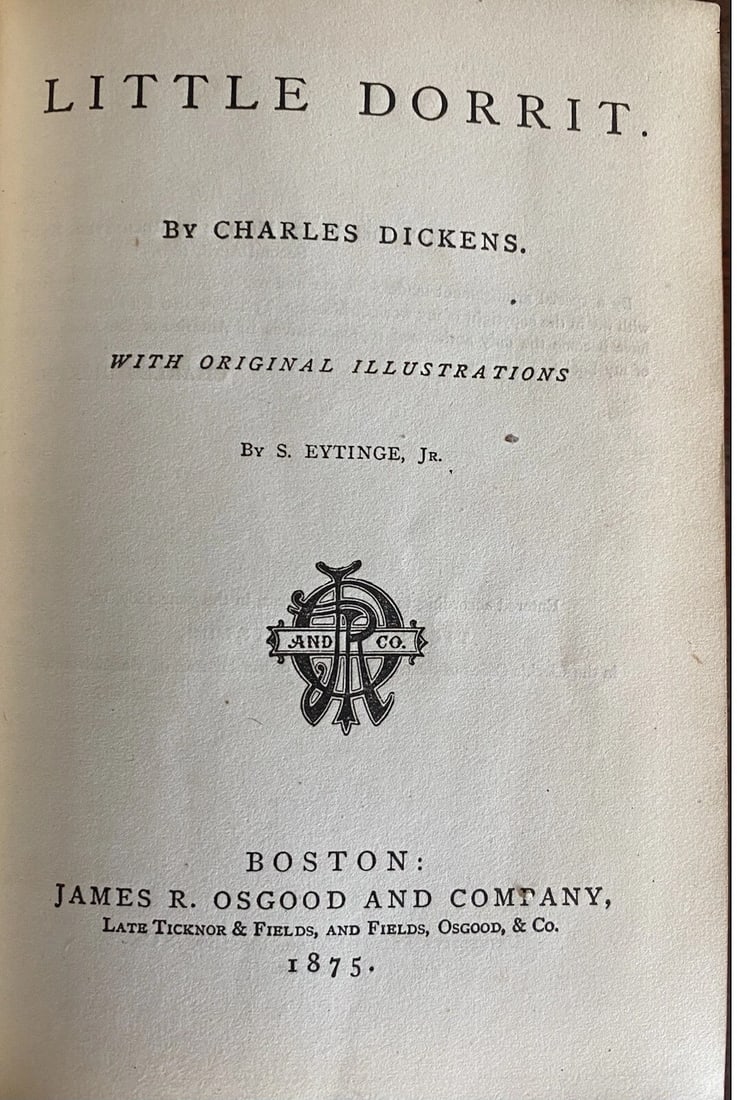 LITTLE DORRIT.
By CHARLES DICKENS.
WITH ORIGINAL ILLUSTRATIONS
By S. EYTINGE, Jr.
AND CO.
BOSTON:
JAMES R. OSGOOD AND COMPANY,
Late Ticknor & Fields, and Fields, Osgood, & Co.
1875.